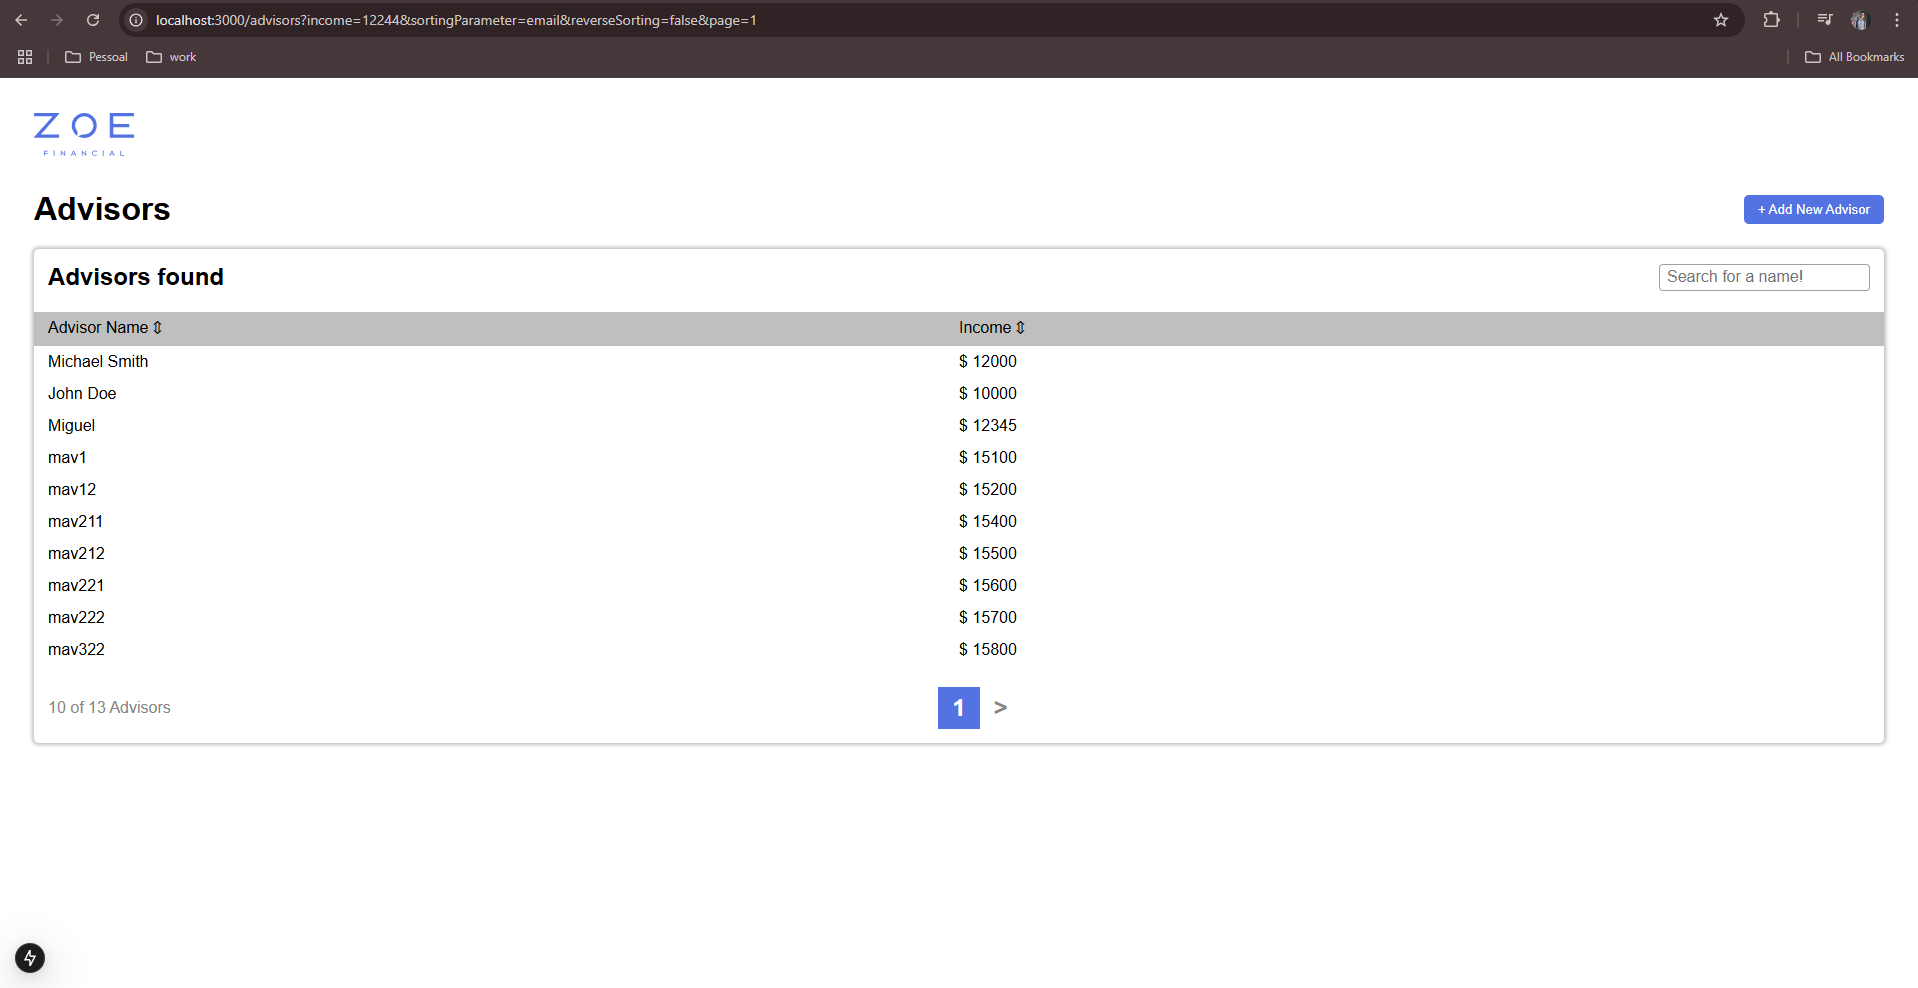 localhost:3000/advisors?income=12244&sortingParameter=email&reverseSorting=false&page=1
Pessoal work All Bookmarks
ZOE
FINANCIAL
Advisors
+ Add New Advisor
Advisors found
Search for a name!
Advisor Name ⇕ Income ⇕
Michael Smith $ 12000
John Doe $ 10000
Miguel $ 12345
mav1 $ 15100
mav12 $ 15200
mav211 $ 15400
mav212 $ 15500
mav221 $ 15600
mav222 $ 15700
mav322 $ 15800
10 of 13 Advisors 1 >